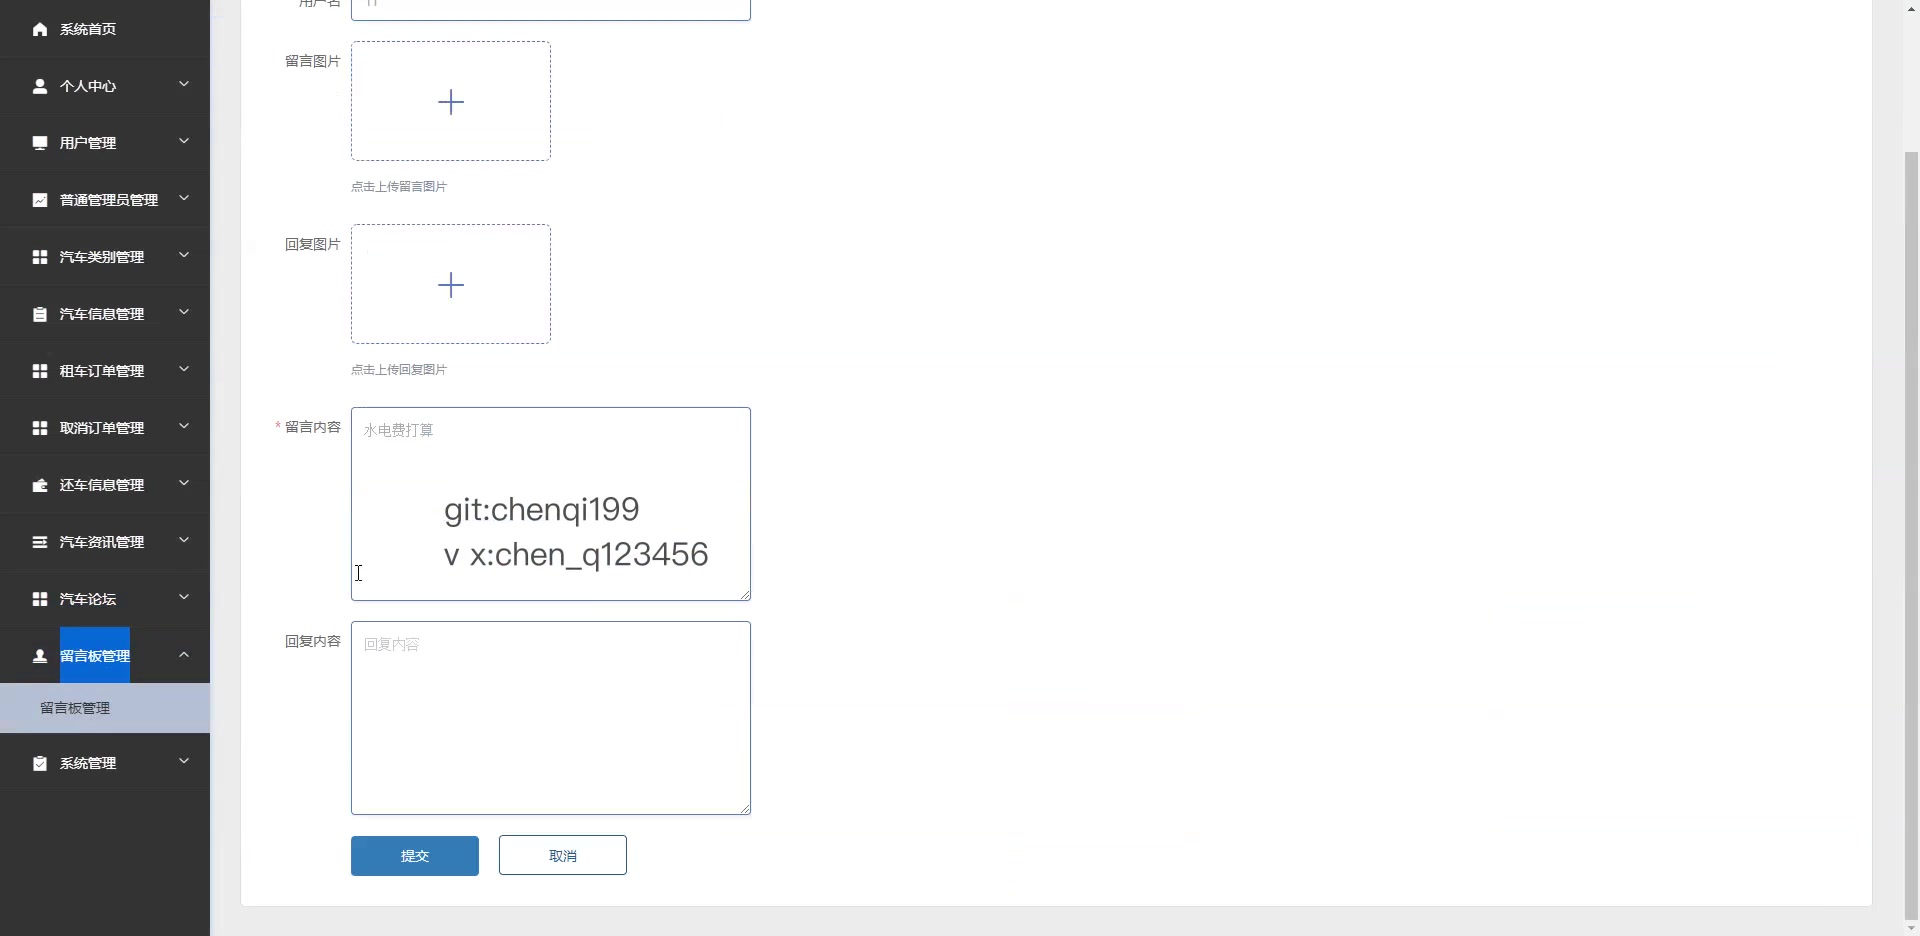 系统首页
个人中心
用户管理
普通管理员管理
汽车类别管理
汽车信息管理
租车订单管理
取消订单管理
还车信息管理
汽车资讯管理
汽车论坛
留言板管理
留言板管理
系统管理
用户名
留言图片
点击上传留言图片
回复图片
点击上传回复图片
* 留言内容
水电费打算
git:chenqi199
v x:chen_q123456
回复内容
回复内容
提交
取消